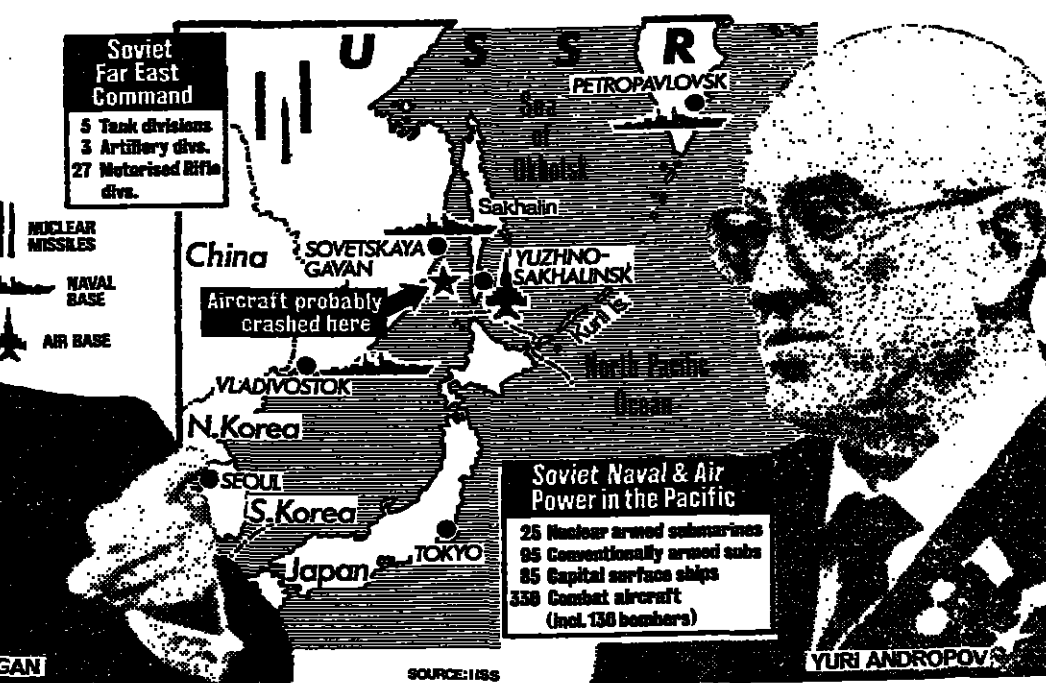 Soviet
Far East
Command
5 Tank divisions
3 Artillery divs.
27 Motorised Rifle
divs.
NUCLEAR
MISSILES
NAVAL
BASE
AIR BASE
U S S R
PETROPAVLOVSK
Sea
of
Okhotsk
Sakhalin
China
SOVETSKAYA
GAVAN
YUZHNO-
SAKHALINSK
Aircraft probably
crashed here
Kuril Is
North Pacific
Ocean
VLADIVOSTOK
N.Korea
SEOUL
S.Korea
Japan
TOKYO
Soviet Naval & Air
Power in the Pacific
25 Nuclear armed submarines
95 Conventionally armed subs
85 Capital surface ships
Combat aircraft
bombers)
GAN
SOURCE: IISS
YURI ANDROPOV